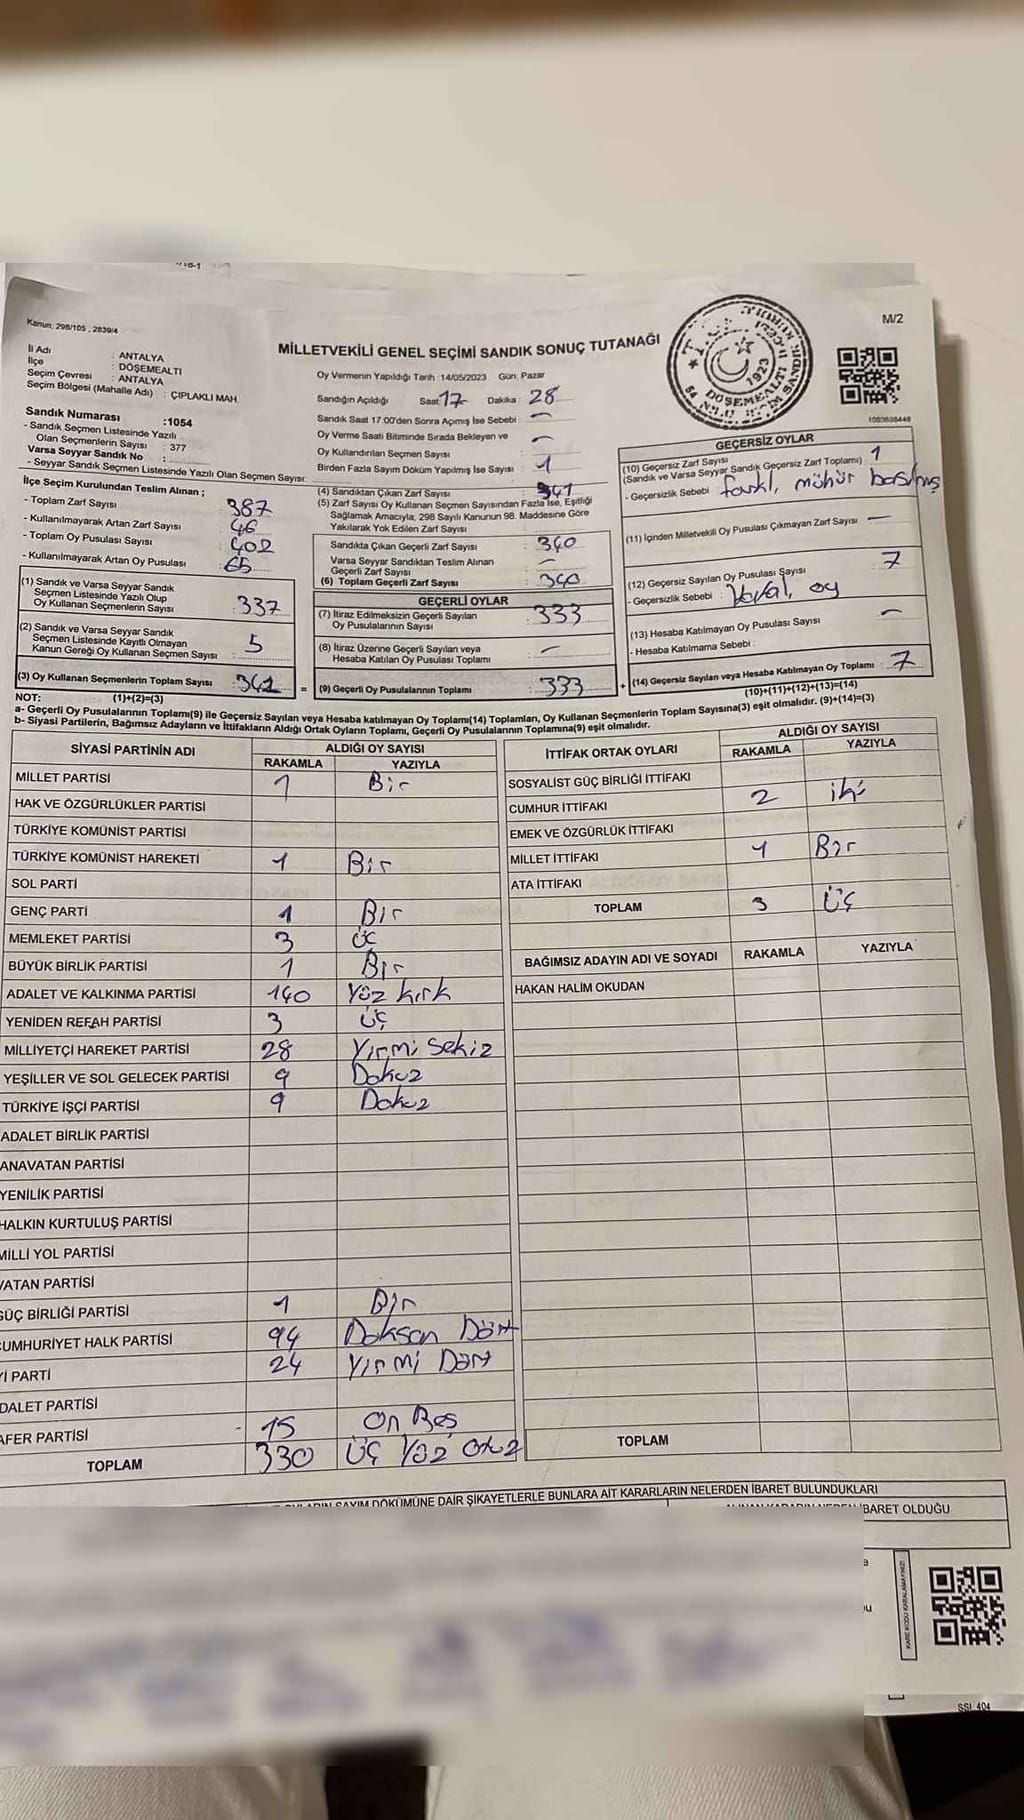 Kanun: 298/105 , 2839/4
M/2
MİLLETVEKİLİ GENEL SEÇİMİ SANDIK SONUÇ TUTANAĞI
İl Adı : ANTALYA
İlçe : DÖŞEMEALTI
Seçim Çevresi : ANTALYA
Seçim Bölgesi (Mahalle Adı) : ÇIPLAKLI MAH.
Sandık Numarası :1054
- Sandık Seçmen Listesinde Yazılı
Olan Seçmenlerin Sayısı : 377
Varsa Seyyar Sandık No :
- Seyyar Sandık Seçmen Listesinde Yazılı Olan Seçmen Sayısı:
İlçe Seçim Kurulundan Teslim Alınan ;
- Toplam Zarf Sayısı : 387
- Kullanılmayarak Artan Zarf Sayısı : 46
- Toplam Oy Pusulası Sayısı : 402
- Kullanılmayarak Artan Oy Pusulası : 65
(1) Sandık ve Varsa Seyyar Sandık
Seçmen Listesinde Yazılı Olup
Oy Kullanan Seçmenlerin Sayısı : 337
(2) Sandık ve Varsa Seyyar Sandık
Seçmen Listesinde Kayıtlı Olmayan
Kanun Gereği Oy Kullanan Seçmen Sayısı : 5
(3) Oy Kullanan Seçmenlerin Toplam Sayısı : 342
Oy Vermenin Yapıldığı Tarih :14/05/2023 Gün: Pazar
Sandığın Açıldığı Saat: 17 Dakika : 28
Sandık Saat 17:00'den Sonra Açılmış İse Sebebi : —
Oy Verme Saati Bitiminde Sırada Bekleyen ve
Oy Kullandırılan Seçmen Sayısı : —
Birden Fazla Sayım Döküm Yapılmış İse Sayısı : 1
(4) Sandıktan Çıkan Zarf Sayısı : 341
(5) Zarf Sayısı Oy Kullanan Seçmen Sayısından Fazla İse, Eşitliği
Sağlamak Amacıyla, 298 Sayılı Kanunun 98. Maddesine Göre
Yakılarak Yok Edilen Zarf Sayısı
Sandıkta Çıkan Geçerli Zarf Sayısı : 340
Varsa Seyyar Sandıktan Teslim Alınan
Geçerli Zarf Sayısı : —
(6) Toplam Geçerli Zarf Sayısı : 340
GEÇERLİ OYLAR
(7) İtiraz Edilmeksizin Geçerli Sayılan
Oy Pusulalarının Sayısı : 333
(8) İtiraz Üzerine Geçerli Sayılan veya
Hesaba Katılan Oy Pusulası Toplamı : —
= (9) Geçerli Oy Pusulalarının Toplamı : 333
1083698448
GEÇERSİZ OYLAR
(10) Geçersiz Zarf Sayısı
(Sandık ve Varsa Seyyar Sandık Geçersiz Zarf Toplamı) 1
- Geçersizlik Sebebi : farklı, mühür basılmış
(11) İçinden Milletvekili Oy Pusulası Çıkmayan Zarf Sayısı —
(12) Geçersiz Sayılan Oy Pusulası Sayısı : 7
- Geçersizlik Sebebi : oy
(13) Hesaba Katılmayan Oy Pusulası Sayısı —
- Hesaba Katılmama Sebebi :
+ (14) Geçersiz Sayılan veya Hesaba Katılmayan Oy Toplamı : 7
NOT: (1)+(2)=(3) (10)+(11)+(12)+(13)=(14)
a- Geçerli Oy Pusulalarının Toplamı(9) ile Geçersiz Sayılan veya Hesaba katılmayan Oy Toplamı(14) Toplamları, Oy Kullanan Seçmenlerin Toplam Sayısına(3) eşit olmalıdır. (9)+(14)=(3)
b- Siyasi Partilerin, Bağımsız Adayların ve İttifakların Aldığı Ortak Oyların Toplamı, Geçerli Oy Pusulalarının Toplamına(9) eşit olmalıdır.
SİYASİ PARTİNİN ADI ALDIĞI OY SAYISI
RAKAMLA YAZIYLA
MİLLET PARTİSİ 1 Bir
HAK VE ÖZGÜRLÜKLER PARTİSİ
TÜRKİYE KOMÜNİST PARTİSİ
TÜRKİYE KOMÜNİST HAREKETİ 1 Bir
SOL PARTİ
GENÇ PARTİ 1 Bir
MEMLEKET PARTİSİ 3 Üç
BÜYÜK BİRLİK PARTİSİ 1 Bir
ADALET VE KALKINMA PARTİSİ 140 Yüz kırk
YENİDEN REFAH PARTİSİ 3 Üç
MİLLİYETÇİ HAREKET PARTİSİ 28 Yirmi Sekiz
YEŞİLLER VE SOL GELECEK PARTİSİ 9 Dokuz
TÜRKİYE İŞÇİ PARTİSİ 9 Dokuz
ADALET BİRLİK PARTİSİ
ANAVATAN PARTİSİ
YENİLİK PARTİSİ
HALKIN KURTULUŞ PARTİSİ
MİLLİ YOL PARTİSİ
VATAN PARTİSİ
GÜÇ BİRLİĞİ PARTİSİ 1 Bir
CUMHURİYET HALK PARTİSİ 94 Doksan Dört
Yİ PARTİ 24 Yirmi Dört
DALET PARTİSİ
AFER PARTİSİ 15 On Beş
TOPLAM 330 Üç Yüz Otuz
İTTİFAK ORTAK OYLARI ALDIĞI OY SAYISI
RAKAMLA YAZIYLA
SOSYALİST GÜÇ BİRLİĞİ İTTİFAKI
CUMHUR İTTİFAKI 2 iki
EMEK VE ÖZGÜRLÜK İTTİFAKI
MİLLET İTTİFAKI 1 Bir
ATA İTTİFAKI
TOPLAM 3 Üç
BAĞIMSIZ ADAYIN ADI VE SOYADI RAKAMLA YAZIYLA
HAKAN HALİM OKUDAN
TOPLAM
SAYIM DÖKÜMÜNE DAİR ŞİKAYETLERLE BUNLARA AİT KARARLARIN NELERDEN İBARET BULUNDUKLARI
İBARET OLDUĞU
SSL 404